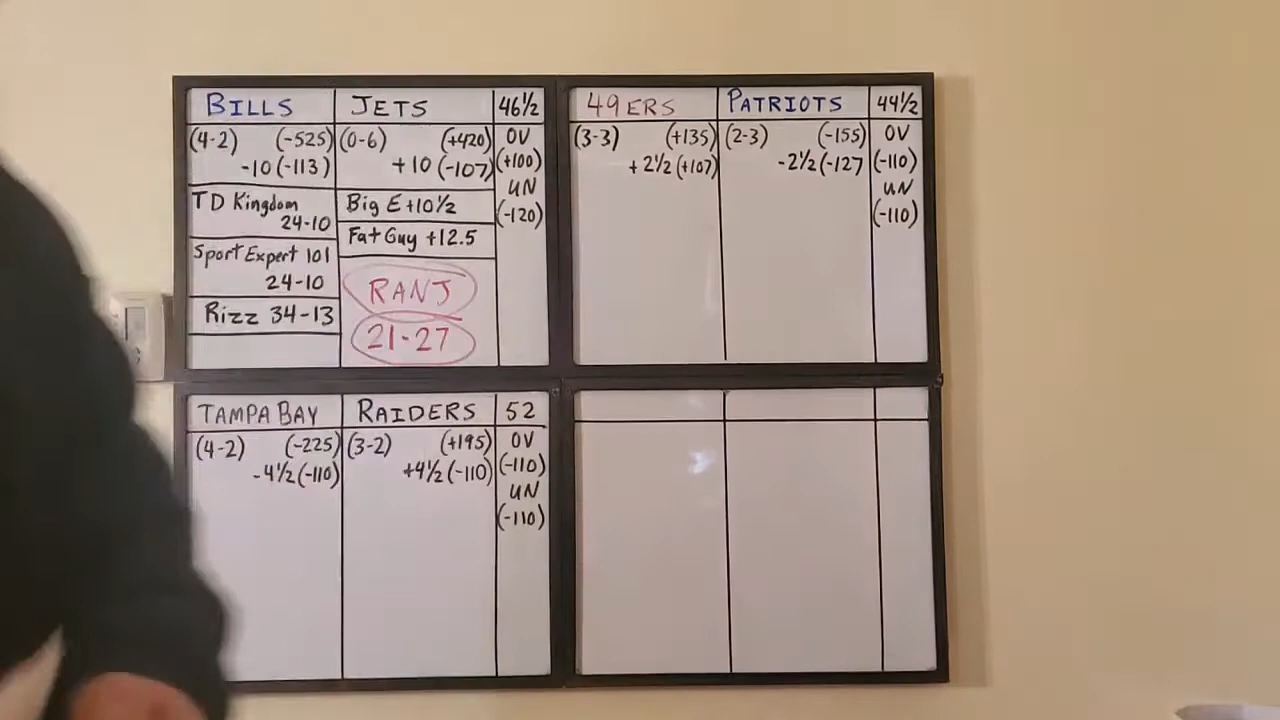 BILLS JETS 46½
(4-2) (-525) (0-6) (+420) OV
-10 (-113) +10 (-107) (+100)
UN
(-120)
TD Kingdom
24-10
Sport Expert 101
24-10
Rizz 34-13
Big E +10½
Fat Guy +12.5
RANJ
21-27
49ERS PATRIOTS 44½
(3-3) (+135) (2-3) (-155) OV
+2½ (+107) -2½ (-127 (-110)
UN
(-110)
TAMPA BAY RAIDERS 52
(4-2) (-225) (3-2) (+195) OV
-4½ (-110) +4½ (-110) (-110)
UN
(-110)